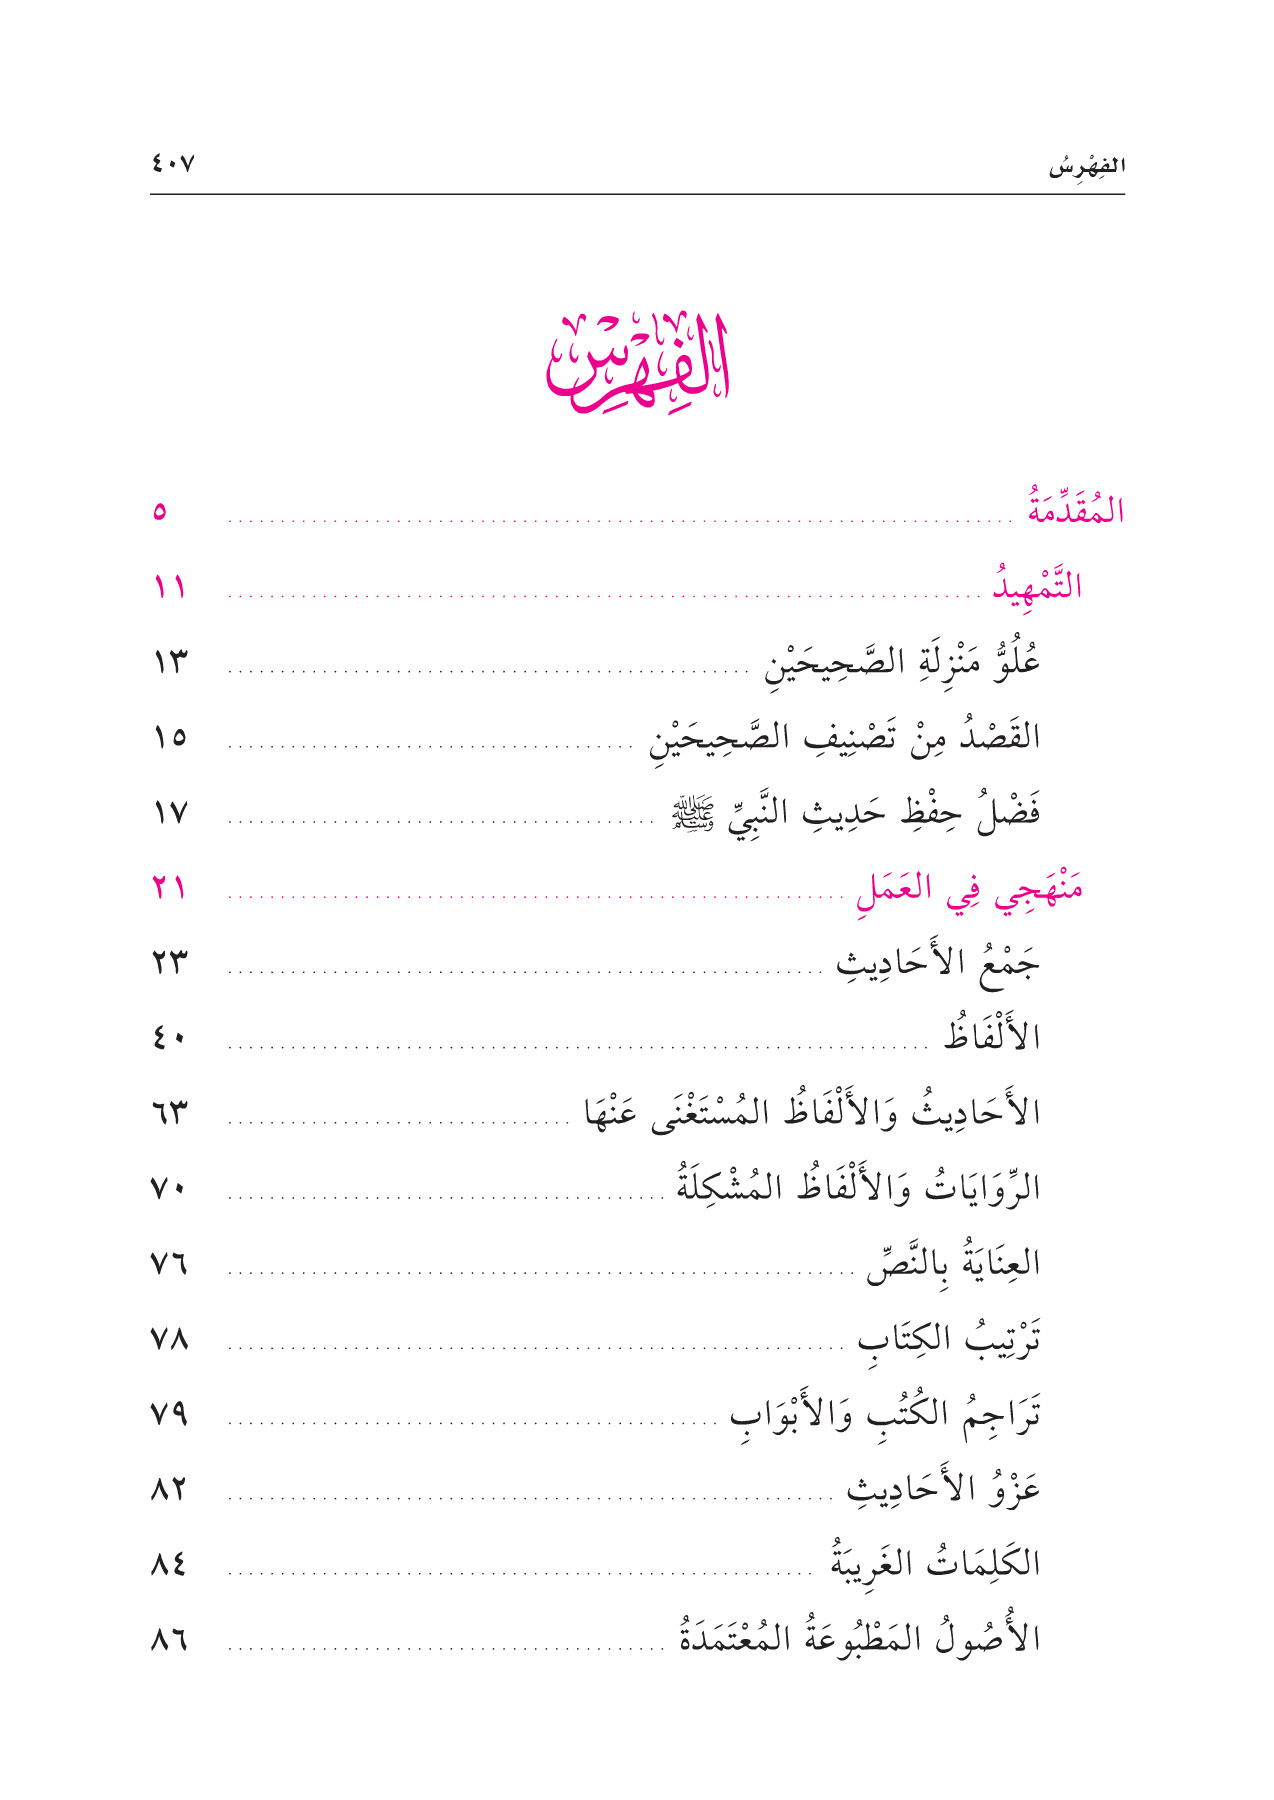 الفِهْرِسُ ٤٠٧
الفِهْرِسْ
المُقَدِّمَةُ ٥
التَّمْهِيدُ ١١
عُلُوُّ مَنْزِلَةِ الصَّحِيحَيْنِ ١٣
القَصْدُ مِنْ تَصْنِيفِ الصَّحِيحَيْنِ ١٥
فَضْلُ حِفْظِ حَدِيثِ النَّبِيِّ ﷺ ١٧
مَنْهَجِي فِي العَمَلِ ٢١
جَمْعُ الأَحَادِيثِ ٢٣
الأَلْفَاظُ ٤٠
الأَحَادِيثُ وَالأَلْفَاظُ المُسْتَغْنَى عَنْهَا ٦٣
الرِّوَايَاتُ وَالأَلْفَاظُ المُشْكِلَةُ ٧٠
العِنَايَةُ بِالنَّصِّ ٧٦
تَرْتِيبُ الكِتَابِ ٧٨
تَرَاجِمُ الكُتُبِ وَالأَبْوَابِ ٧٩
عَزْوُ الأَحَادِيثِ ٨٢
الكَلِمَاتُ الغَرِيبَةُ ٨٤
الأُصُولُ المَطْبُوعَةُ المُعْتَمَدَةُ ٨٦